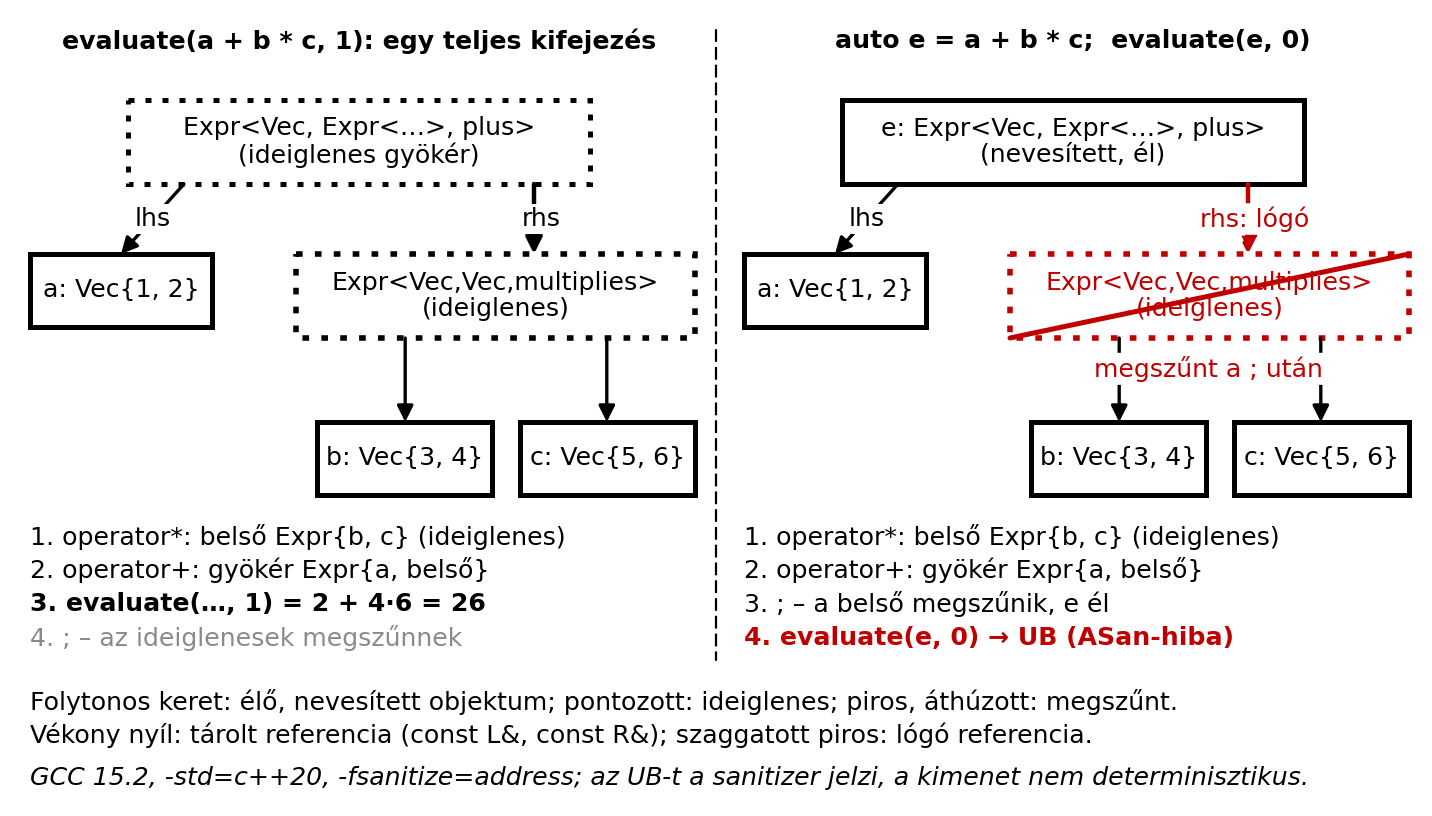 evaluate(a + b * c, 1): egy teljes kifejezés
Expr<Vec, Expr<…>, plus>
(ideiglenes gyökér)
lhs
rhs
a: Vec{1, 2}
Expr<Vec,Vec,multiplies>
(ideiglenes)
b: Vec{3, 4}
c: Vec{5, 6}
1. operator*: belső Expr{b, c} (ideiglenes)
2. operator+: gyökér Expr{a, belső}
3. evaluate(…, 1) = 2 + 4·6 = 26
4. ; – az ideiglenesek megszűnnek
auto e = a + b * c;  evaluate(e, 0)
e: Expr<Vec, Expr<…>, plus>
(nevesített, él)
lhs
rhs: lógó
a: Vec{1, 2}
Expr<Vec,Vec,multiplies>
(ideiglenes)
megszűnt a ; után
b: Vec{3, 4}
c: Vec{5, 6}
1. operator*: belső Expr{b, c} (ideiglenes)
2. operator+: gyökér Expr{a, belső}
3. ; – a belső megszűnik, e él
4. evaluate(e, 0) → UB (ASan-hiba)
Folytonos keret: élő, nevesített objektum; pontozott: ideiglenes; piros, áthúzott: megszűnt.
Vékony nyíl: tárolt referencia (const L&, const R&); szaggatott piros: lógó referencia.
GCC 15.2, -std=c++20, -fsanitize=address; az UB-t a sanitizer jelzi, a kimenet nem determinisztikus.